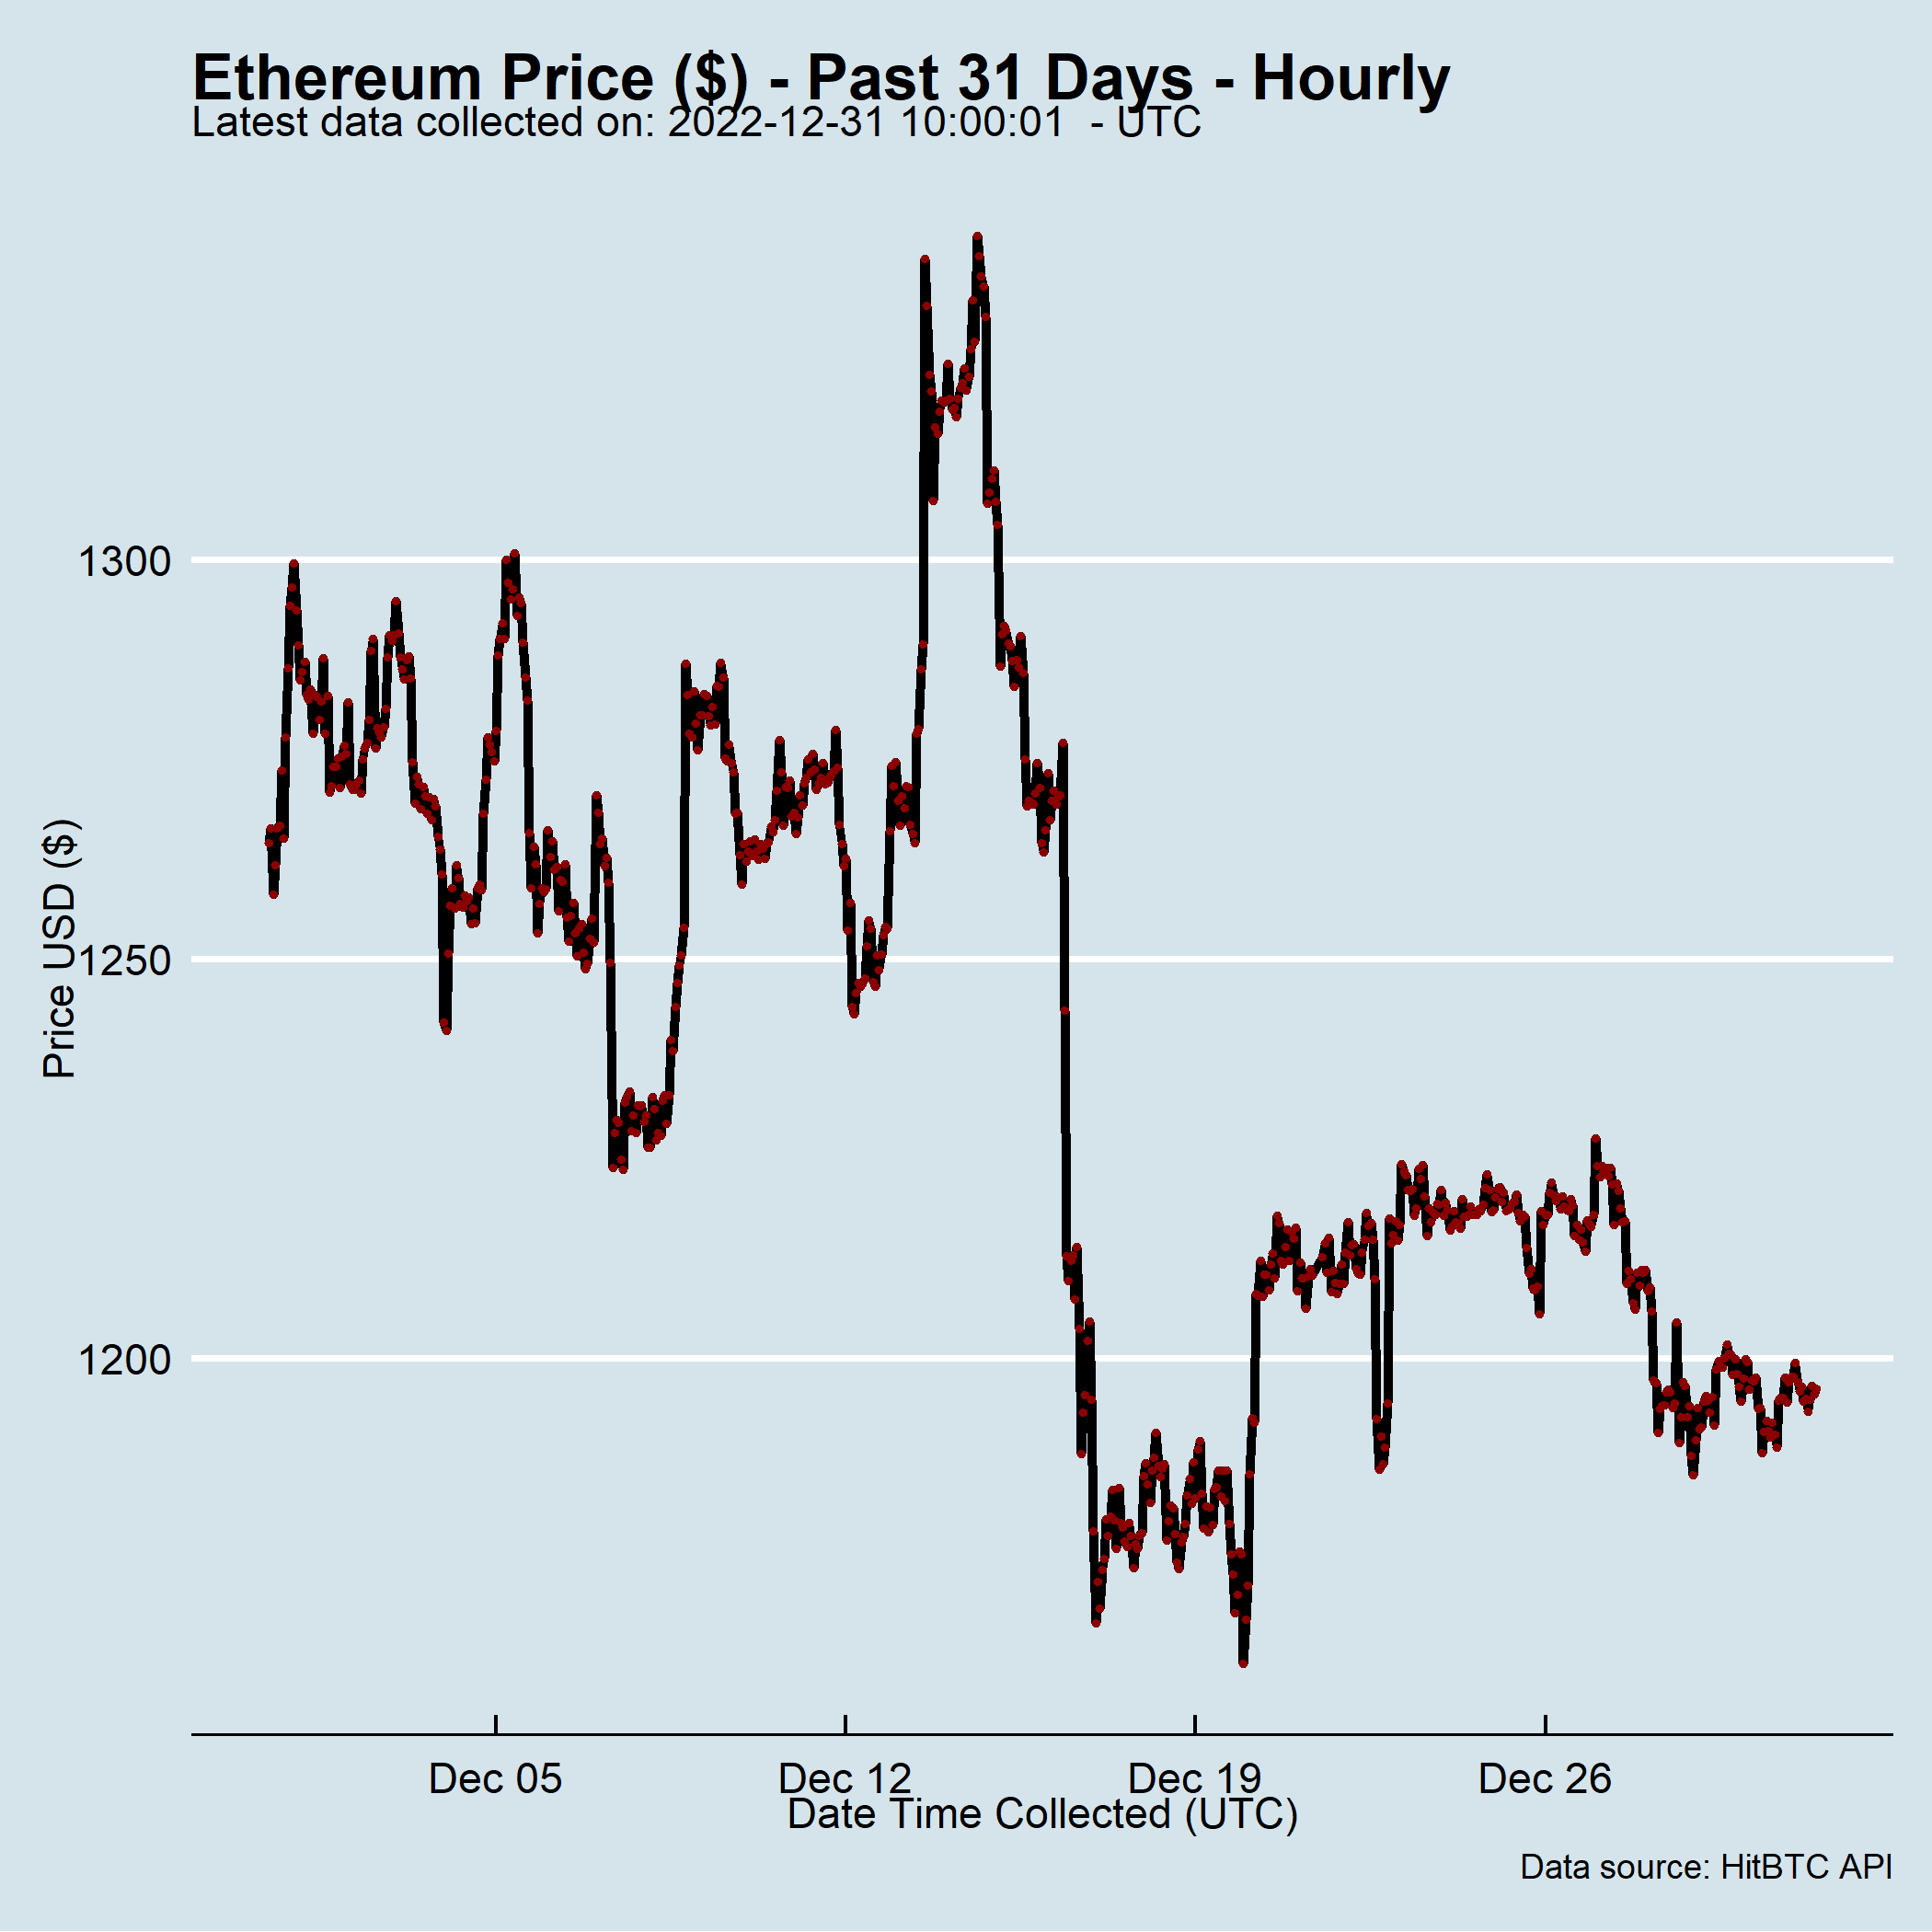 Ethereum Price ($) - Past 31 Days - Hourly
Latest data collected on: 2022-12-31 10:00:01  - UTC
1300
1250
1200
Price USD ($)
Dec 05
Dec 12
Dec 19
Dec 26
Date Time Collected (UTC)
Data source: HitBTC API